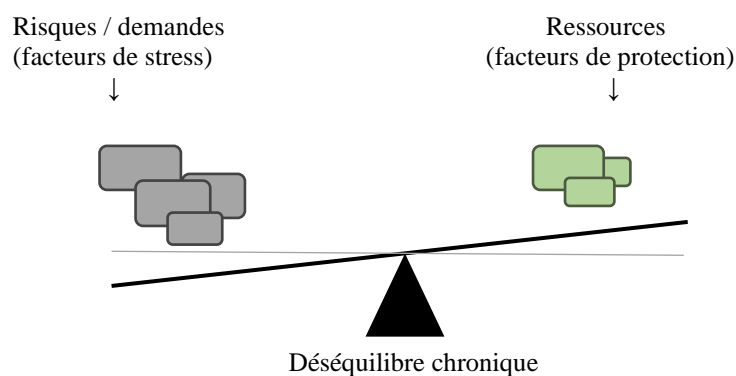 Risques / demandes
(facteurs de stress)
↓
Ressources
(facteurs de protection)
↓
Déséquilibre chronique